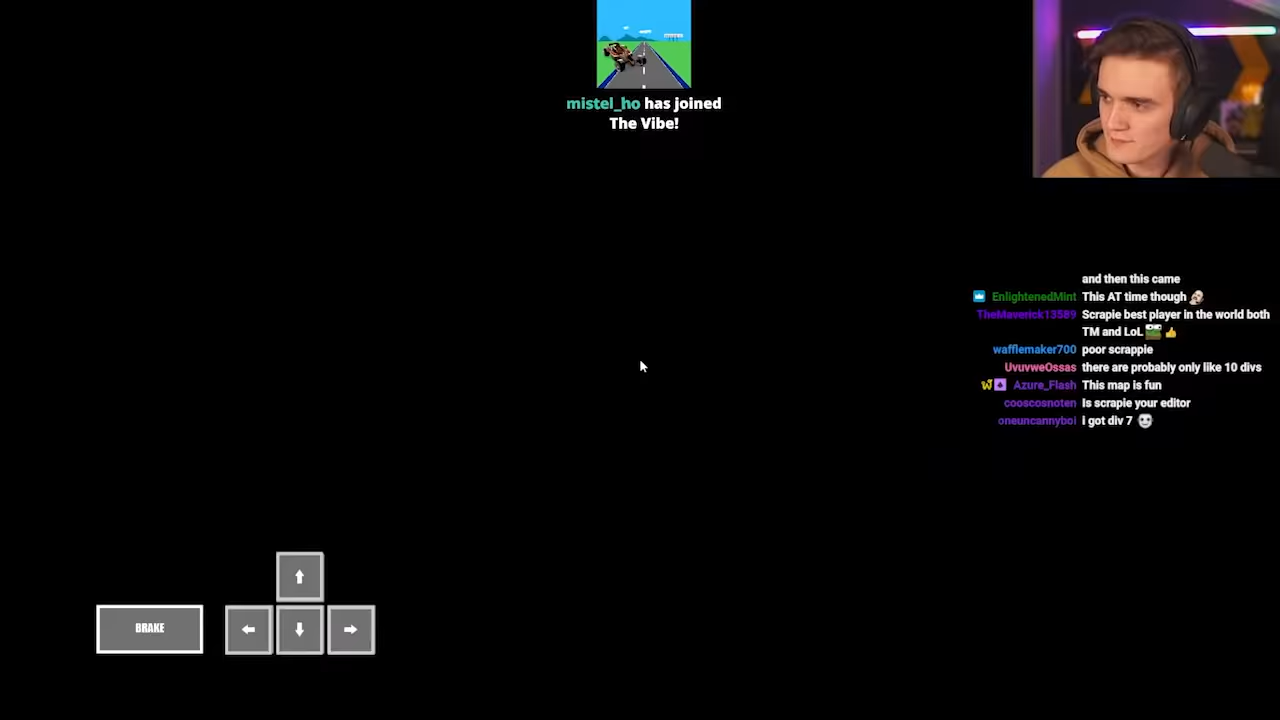 mistel_ho has joined
The Vibe!
and then this came
EnlightenedMint This AT time though
TheMaverick13589 Scrapie best player in the world both
TM and LoL
wafflemaker700 poor scrappie
UvuvweOssas there are probably only like 10 divs
Azure_Flash This map is fun
cooscosnoten Is scrapie your editor
oneuncannyboi I got div 7
BRAKE